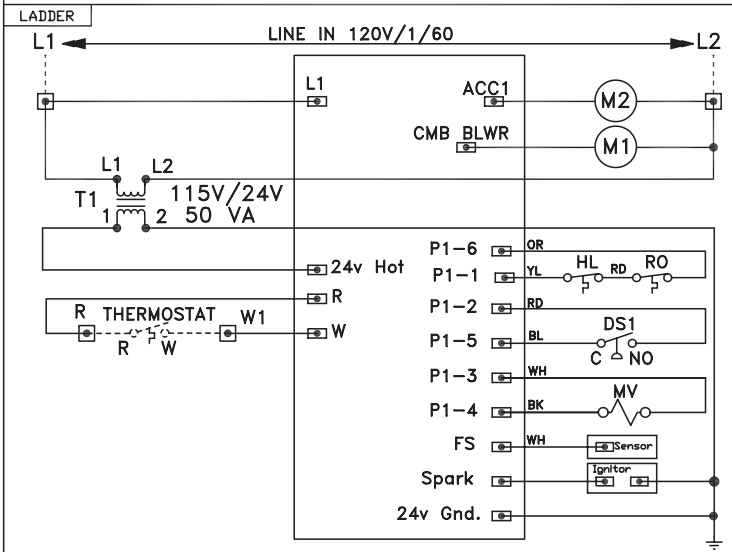 LADDER
L1 LINE IN 120V/1/60 L2
L1 ACC1 M2
CMB BLWR M1
L1 L2
T1 115V/24V
1 2 50 VA
P1-6 OR
24v Hot P1-1 YL HL RD RO
R P1-2 RD
R THERMOSTAT W1 W
R W
P1-5 BL DS1
C NO
P1-3 WH
P1-4 BK MV
FS WH Sensor
Spark Ignitor
24v Gnd.